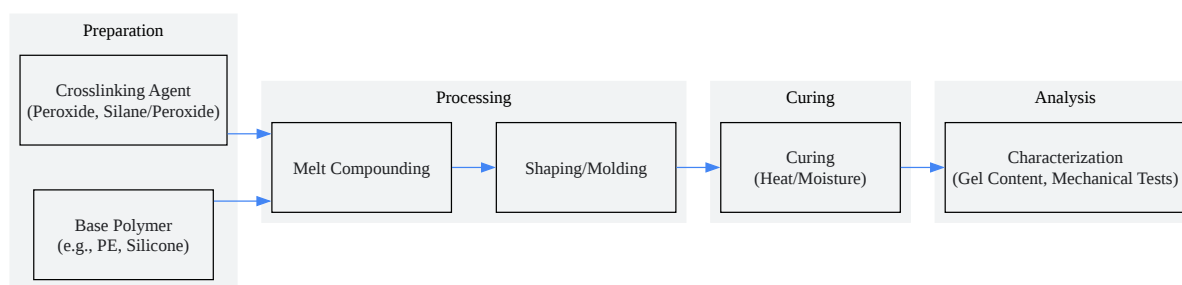 Preparation
Crosslinking Agent
(Peroxide, Silane/Peroxide)
Base Polymer
(e.g., PE, Silicone)
Processing
Melt Compounding
Shaping/Molding
Curing
Curing
(Heat/Moisture)
Analysis
Characterization
(Gel Content, Mechanical Tests)